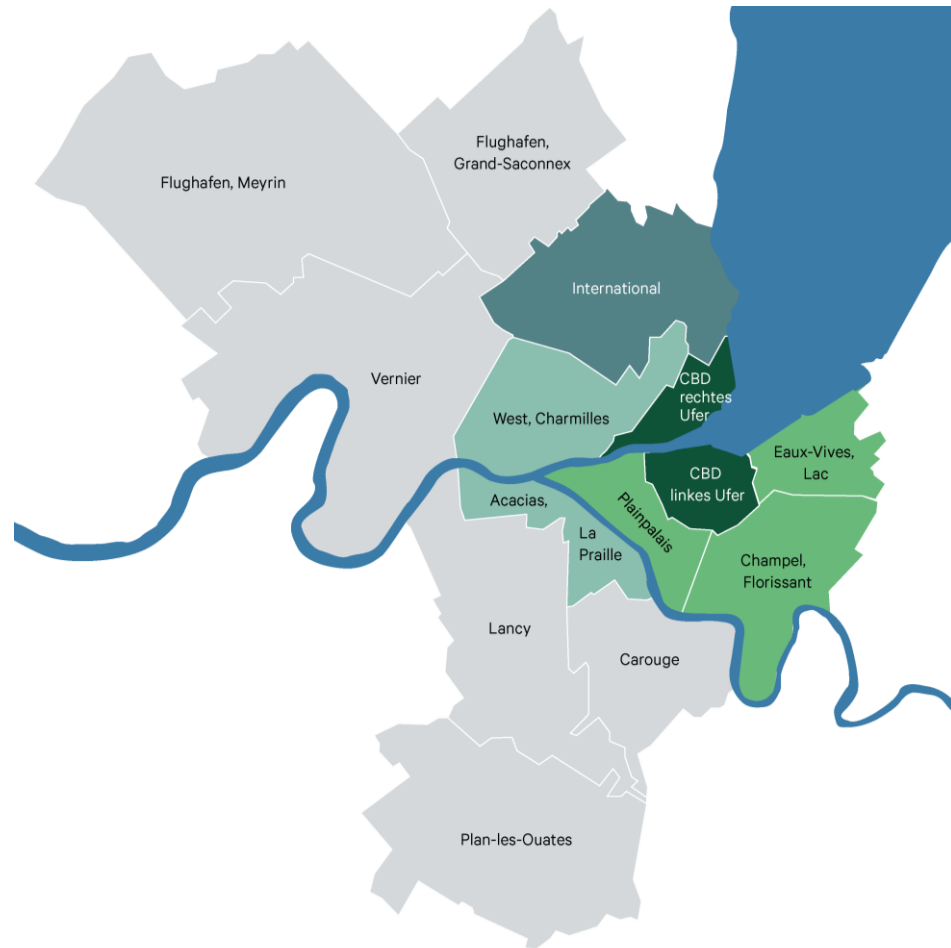 Flughafen,
Grand-Saconnex
Flughafen, Meyrin
International
Vernier
CBD
rechtes
Ufer
West, Charmilles
Eaux-Vives,
Lac
CBD
linkes Ufer
Acacias,
La
Praille
Plainpalais
Champel,
Florissant
Lancy
Carouge
Plan-les-Ouates